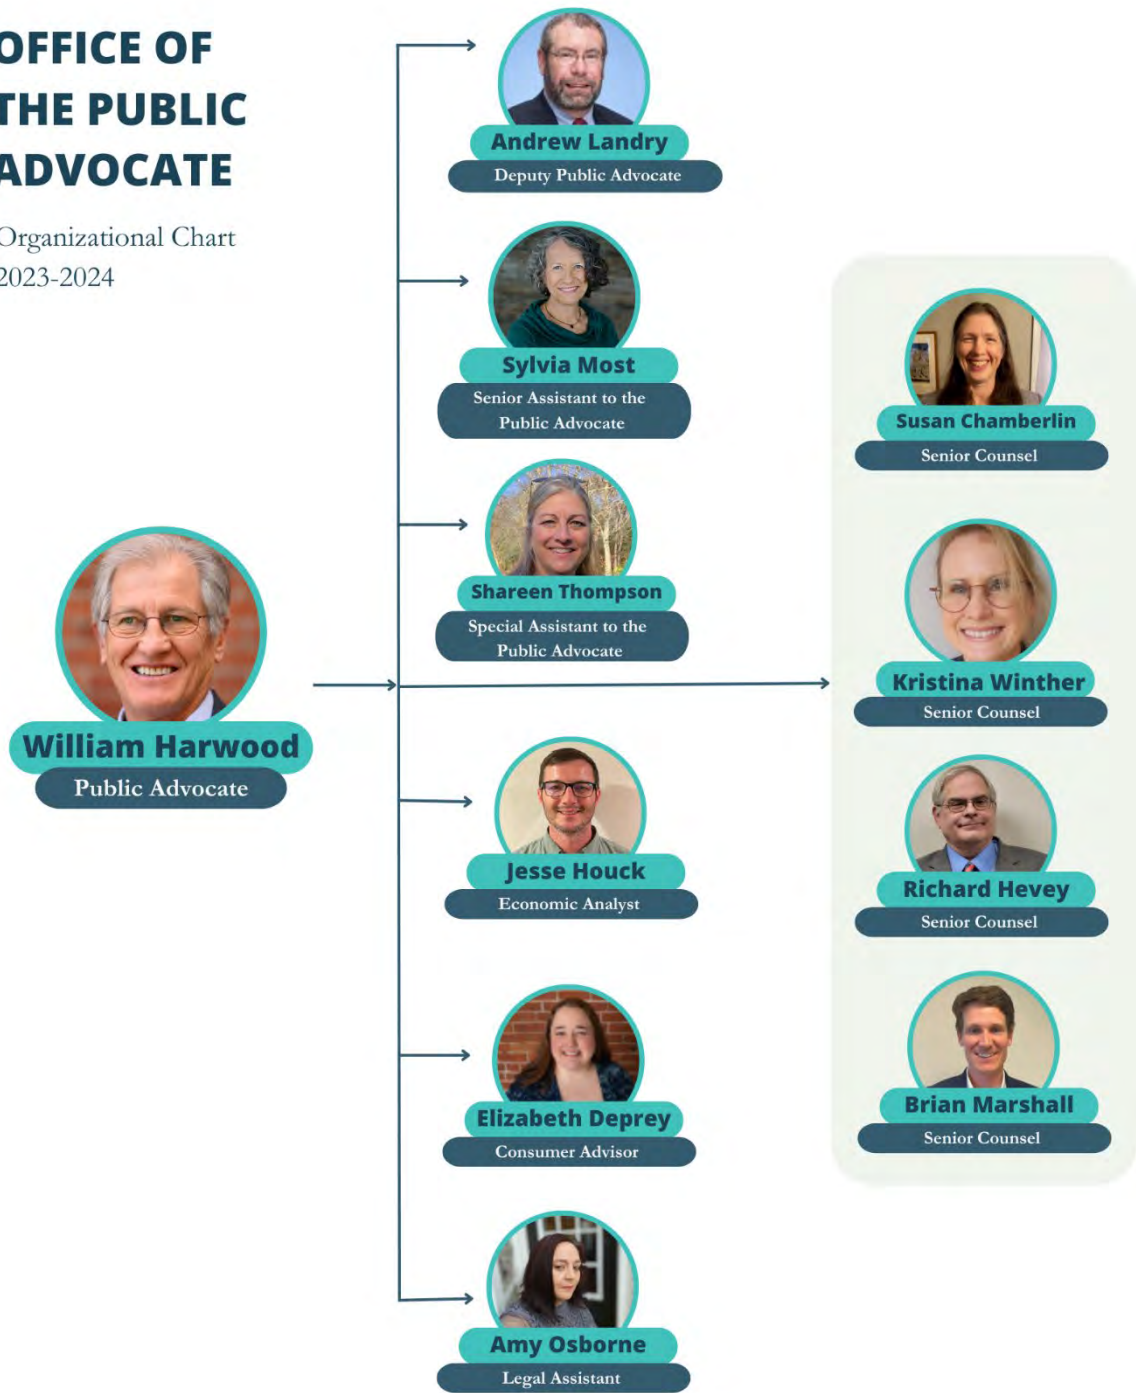 OFFICE OF
THE PUBLIC
ADVOCATE
Organizational Chart
2023-2024
William Harwood
Public Advocate
Andrew Landry
Deputy Public Advocate
Sylvia Most
Senior Assistant to the
Public Advocate
Shareen Thompson
Special Assistant to the
Public Advocate
Jesse Houck
Economic Analyst
Elizabeth Deprey
Consumer Advisor
Amy Osborne
Legal Assistant
Susan Chamberlin
Senior Counsel
Kristina Winther
Senior Counsel
Richard Hevey
Senior Counsel
Brian Marshall
Senior Counsel